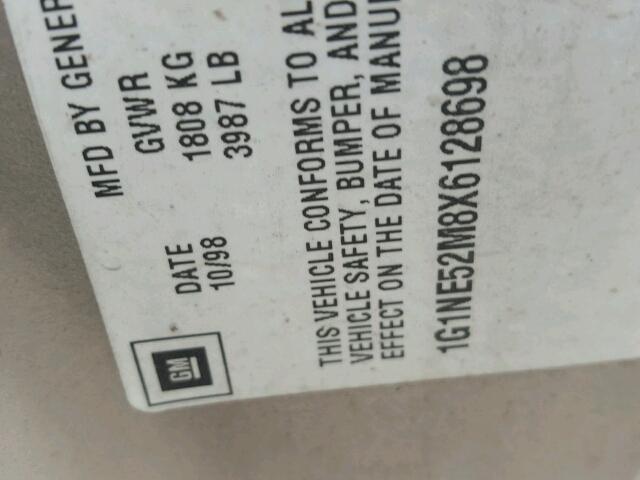 MFD BY GENER
GVWR
DATE
1808 KG
10/98
3987 LB
GM
THIS VEHICLE CONFORMS TO AL
VEHICLE SAFETY, BUMPER, AND
EFFECT ON THE DATE OF MANU
1G1NE52M8X6128698